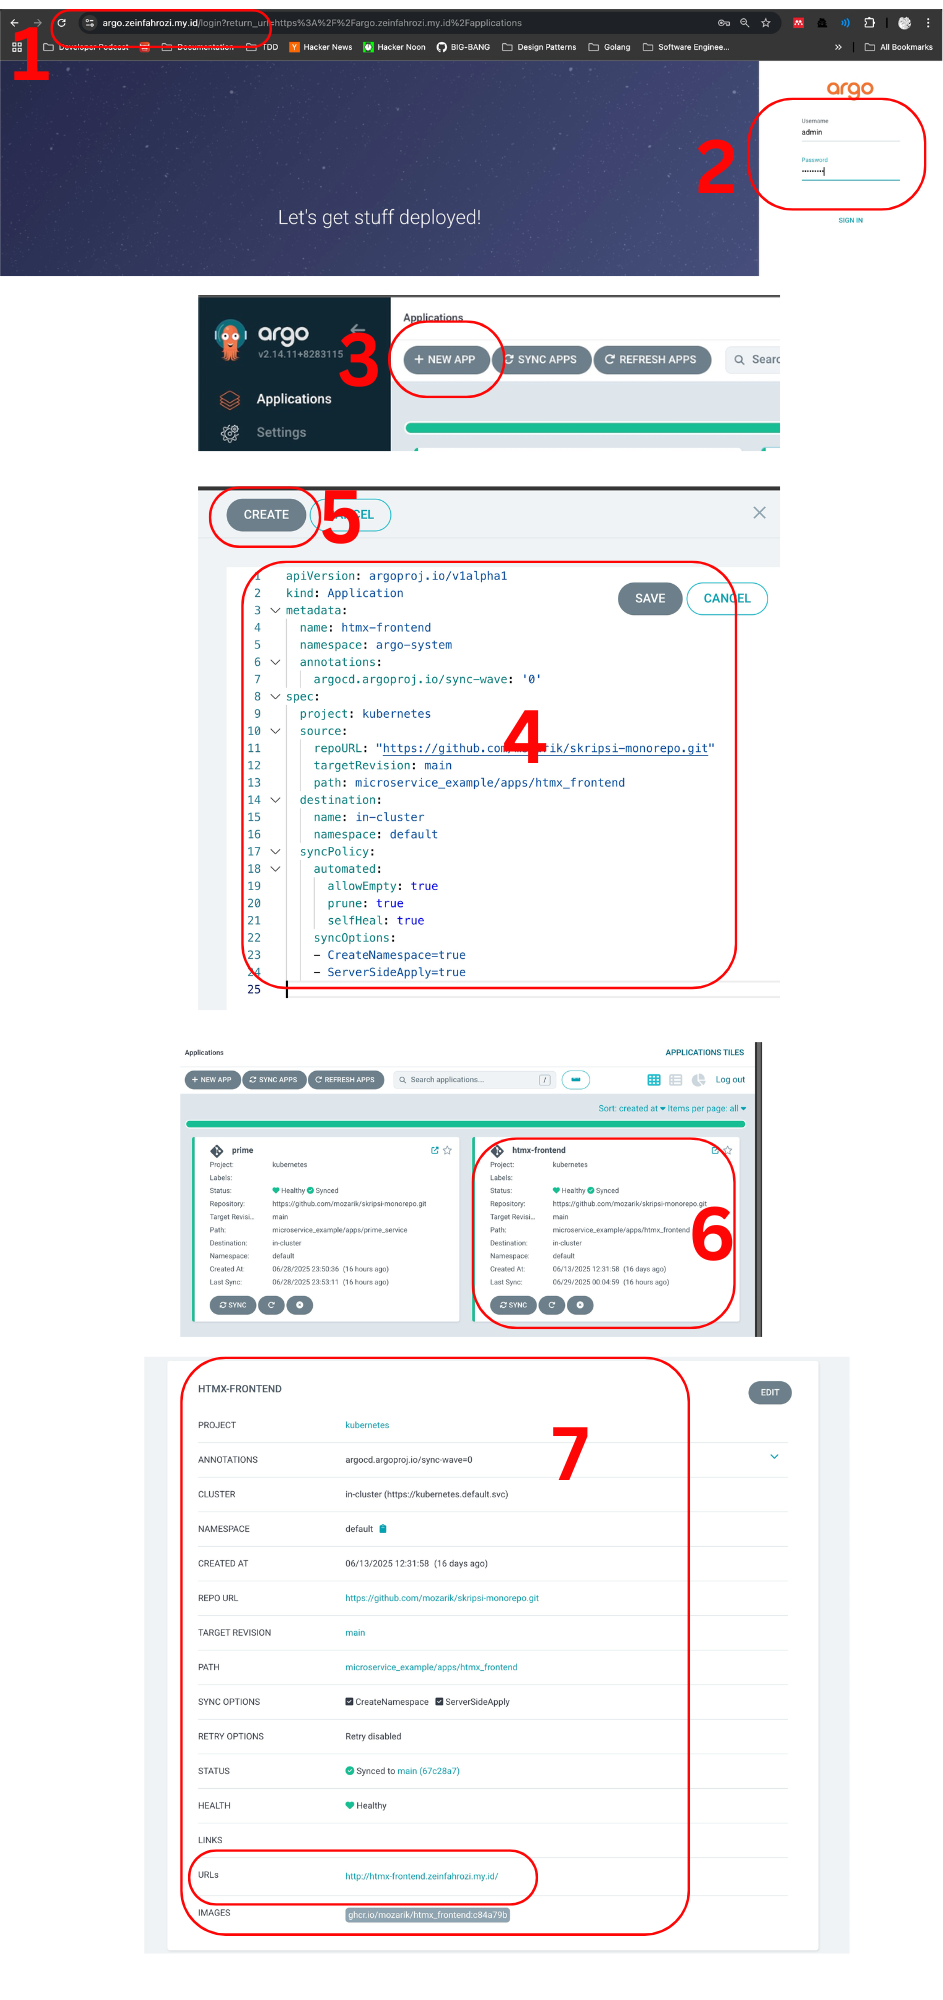 argo.zeinfahrozi.my.id/login?return_url=https%3A%2F%2Fargo.zeinfahrozi.my.id%2Fapplications
1
Developer Podcast Documentation TDD Hacker News Hacker Noon BIG-BANG Design Patterns Golang Software Enginee... » All Bookmarks
argo
Username
admin
2
Password
Let's get stuff deployed!
SIGN IN
argo
v2.14.11+8283115
Applications
3
+ NEW APP SYNC APPS REFRESH APPS
Applications
Settings
CREATE
5
1 apiVersion: argoproj.io/v1alpha1
2 kind: Application
SAVE CANCEL
3 metadata:
4 name: htmx-frontend
5 namespace: argo-system
6 annotations:
7 argocd.argoproj.io/sync-wave: '0'
8 spec:
9 project: kubernetes
4
10 source:
11 repoURL: "https://github.com/mozarik/skripsi-monorepo.git"
12 targetRevision: main
13 path: microservice_example/apps/htmx_frontend
14 destination:
15 name: in-cluster
16 namespace: default
17 syncPolicy:
18 automated:
19 allowEmpty: true
20 prune: true
21 selfHeal: true
22 syncOptions:
23 - CreateNamespace=true
24 - ServerSideApply=true
25
Applications APPLICATIONS TILES
+ NEW APP SYNC APPS REFRESH APPS Search applications... / Log out
Sort: created at Items per page: all
prime
Project: kubernetes
Labels:
Status: Healthy Synced
Repository: https://github.com/mozarik/skripsi-monorepo.git
Target Revisi... main
Path: microservice_example/apps/prime_service
Destination: in-cluster
Namespace: default
Created At: 06/28/2025 23:50:36 (16 hours ago)
Last Sync: 06/28/2025 23:53:11 (16 hours ago)
SYNC
htmx-frontend
Project: kubernetes
Labels:
Status: Healthy Synced
Repository: https://github.com/mozarik/skripsi-monorepo.git
Target Revisi... main
Path: microservice_example/apps/htmx_frontend
Destination: in-cluster
Namespace: default
Created At: 06/13/2025 12:31:58 (16 days ago)
Last Sync: 06/29/2025 00:04:59 (16 hours ago)
SYNC
6
HTMX-FRONTEND EDIT
7
PROJECT kubernetes
ANNOTATIONS argocd.argoproj.io/sync-wave=0
CLUSTER in-cluster (https://kubernetes.default.svc)
NAMESPACE default
CREATED AT 06/13/2025 12:31:58 (16 days ago)
REPO URL https://github.com/mozarik/skripsi-monorepo.git
TARGET REVISION main
PATH microservice_example/apps/htmx_frontend
SYNC OPTIONS CreateNamespace ServerSideApply
RETRY OPTIONS Retry disabled
STATUS Synced to main (67c28a7)
HEALTH Healthy
LINKS
URLs http://htmx-frontend.zeinfahrozi.my.id/
IMAGES ghcr.io/mozarik/htmx_frontend:c84a79b